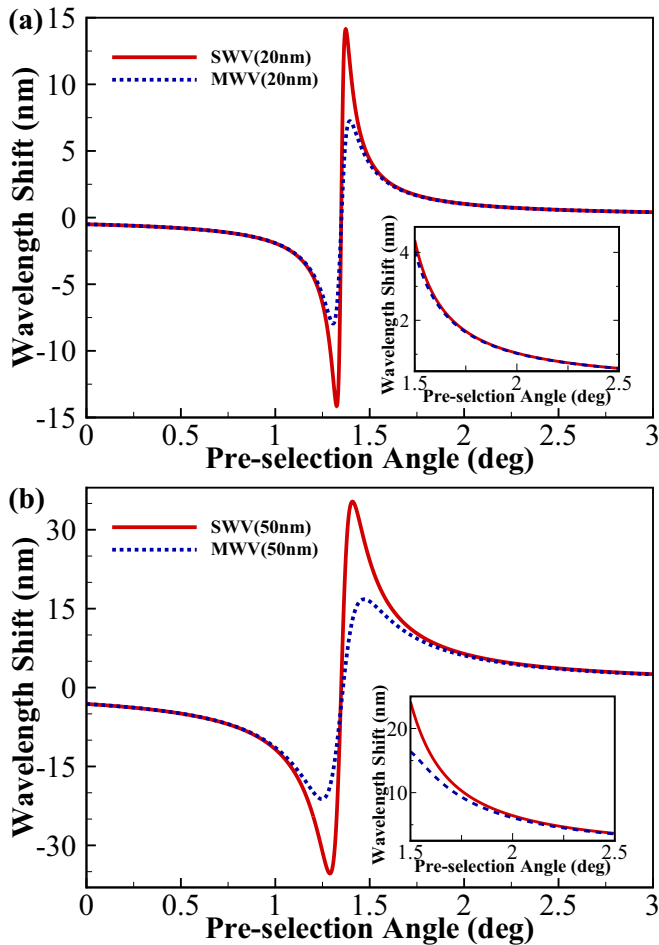 (a)
15
10
5
0
-5
-10
-15
Wavelength Shift (nm)
SWV(20nm)
MWV(20nm)
4
2
Wavelength Shift (nm)
1.5
2
2.5
Pre-selction Angle (deg)
0
0.5
1
1.5
2
2.5
3
Pre-selection Angle (deg)
(b)
30
15
0
-15
-30
Wavelength Shift (nm)
SWV(50nm)
MWV(50nm)
20
10
Wavelength Shift (nm)
1.5
2
2.5
Pre-selection Angle (deg)
0
0.5
1
1.5
2
2.5
3
Pre-selection Angle (deg)